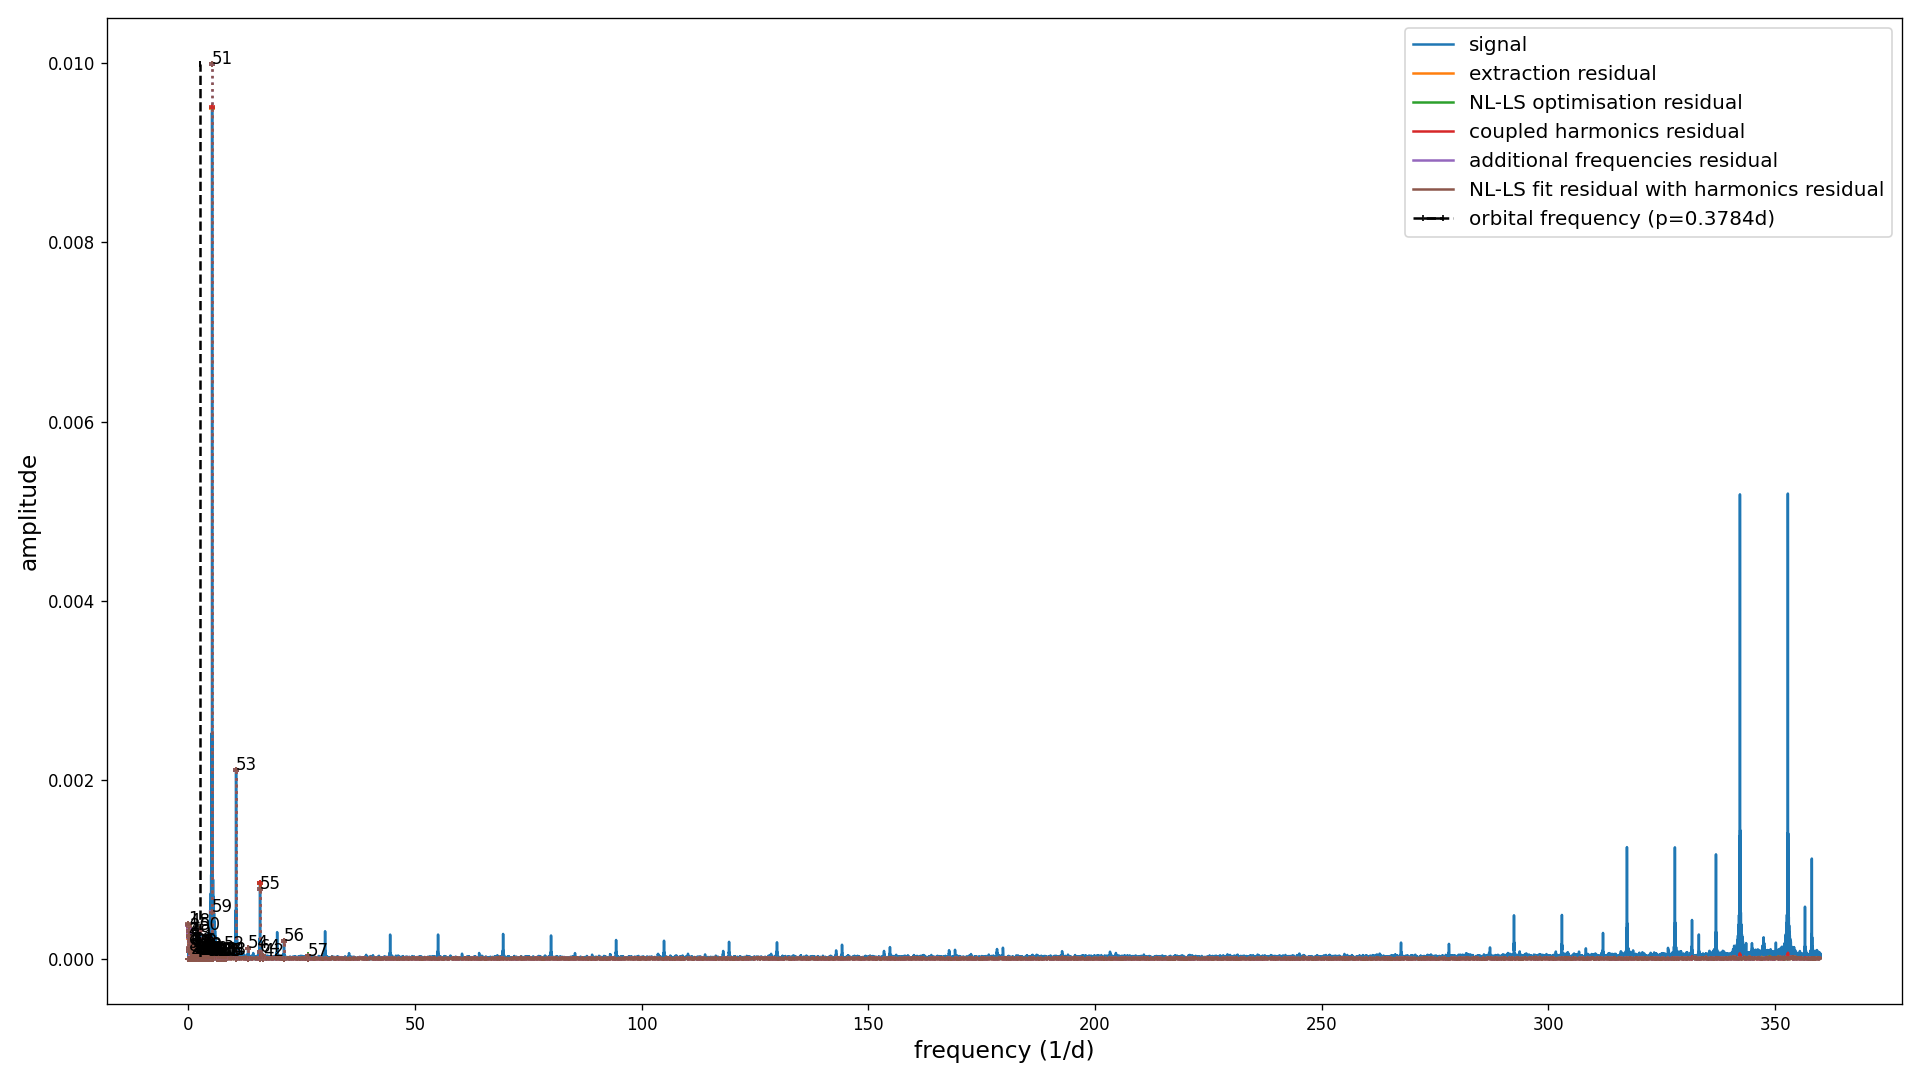 signal
extraction residual
NL-LS optimisation residual
coupled harmonics residual
additional frequencies residual
NL-LS fit residual with harmonics residual
orbital frequency (p=0.3784d)
0.010
0.008
0.006
0.004
0.002
0.000
amplitude
51
53
55
59
56
57
54
42
0
50
100
150
200
250
300
350
frequency (1/d)